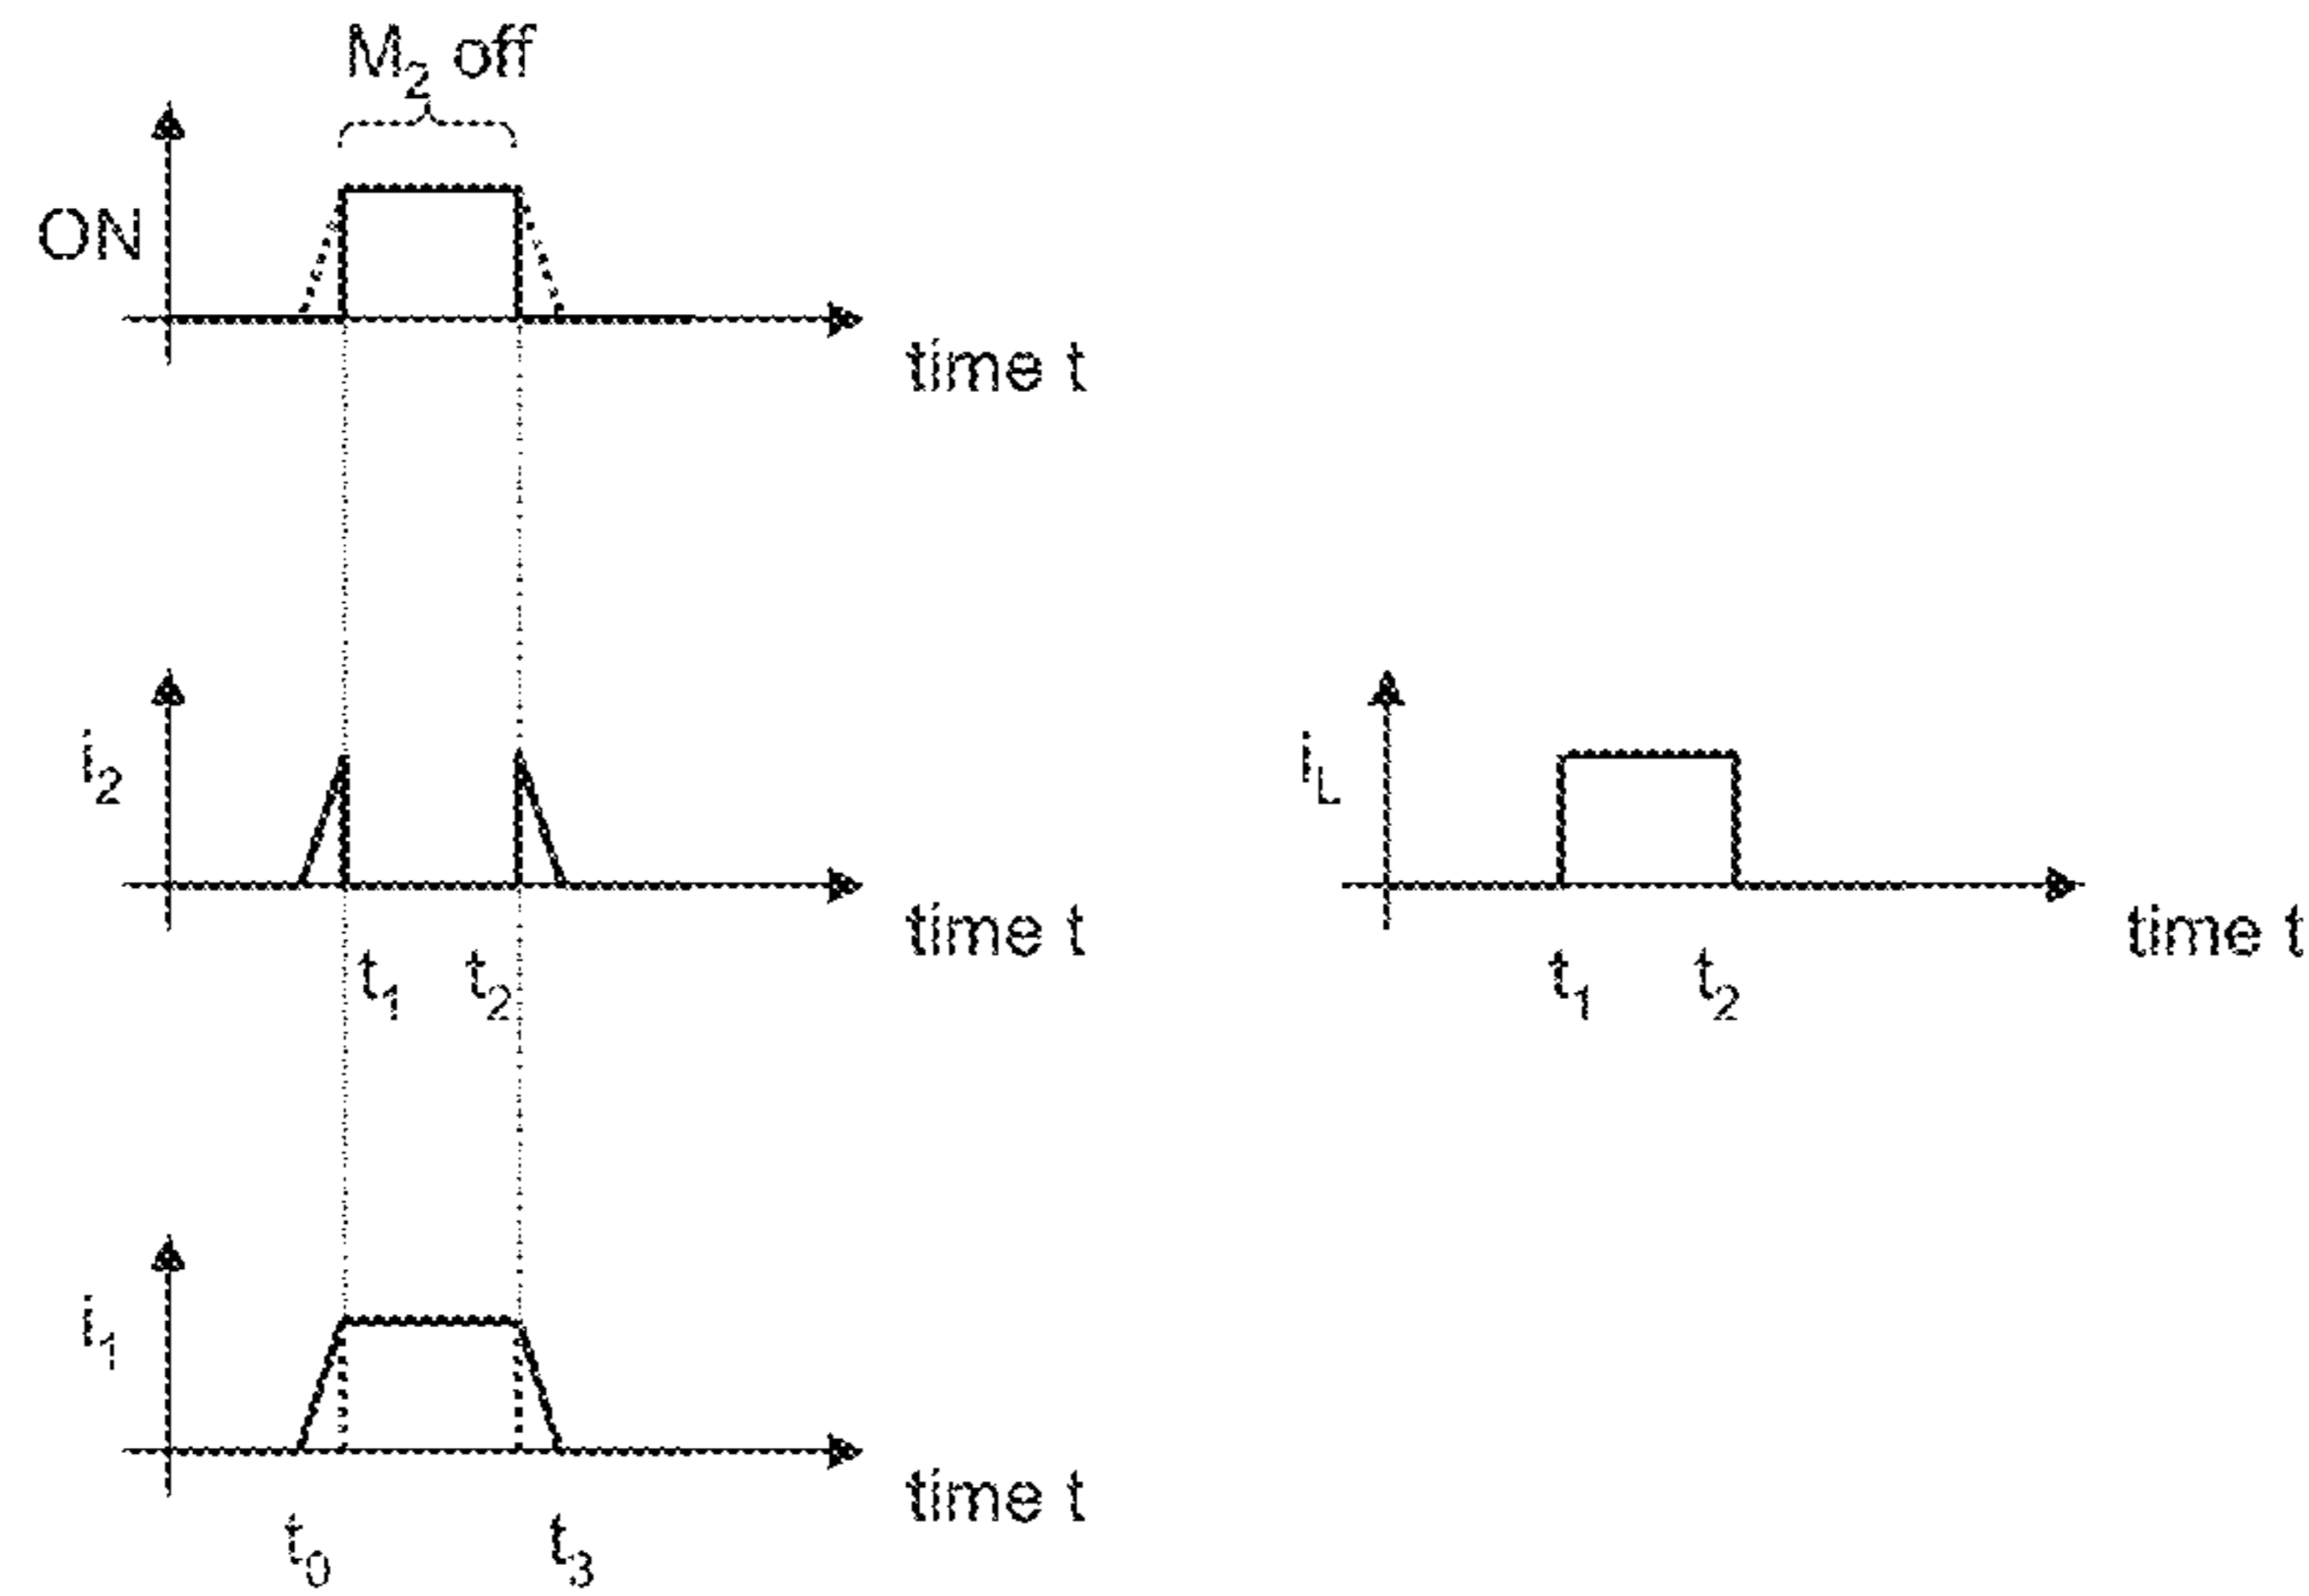 M₂ off
ON
time t
i₂
time t
t₁ t₂
iL
time t
t₁ t₂
i₁
time t
t₀ t₃